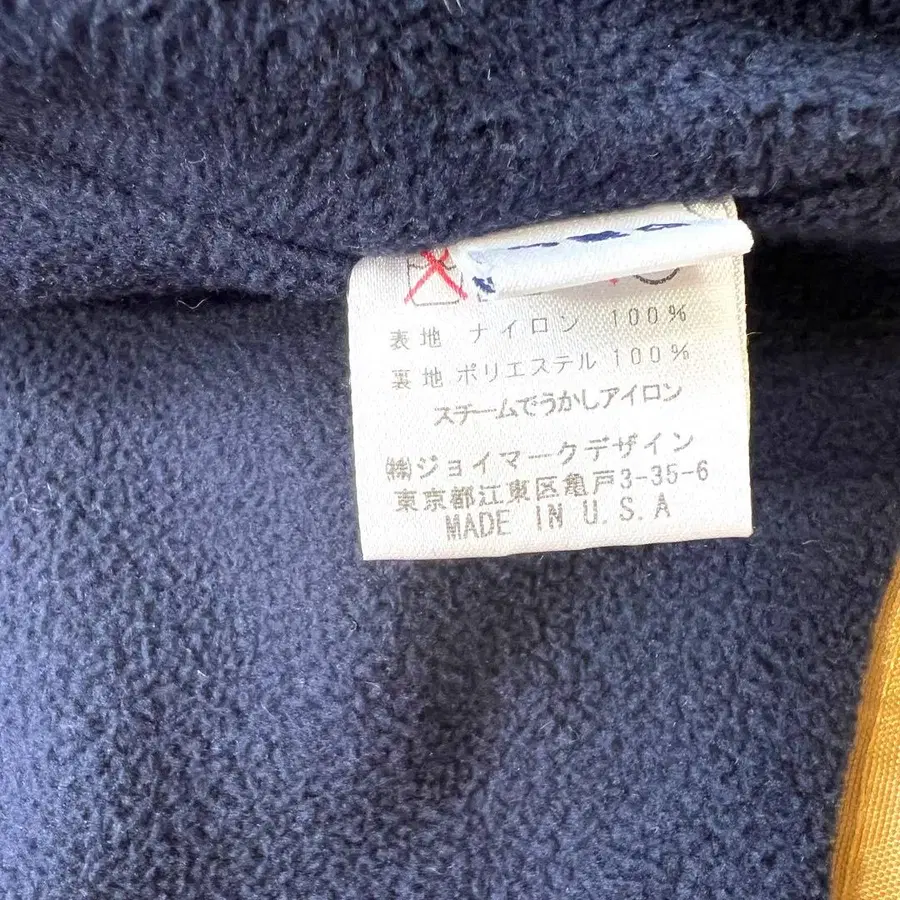 表地 ナイロン 100%
裏地 ポリエステル 100%
スチームでうかしアイロン
㈱ジョイマークデザイン
東京都江東区亀戸3-35-6
MADE IN U.S.A